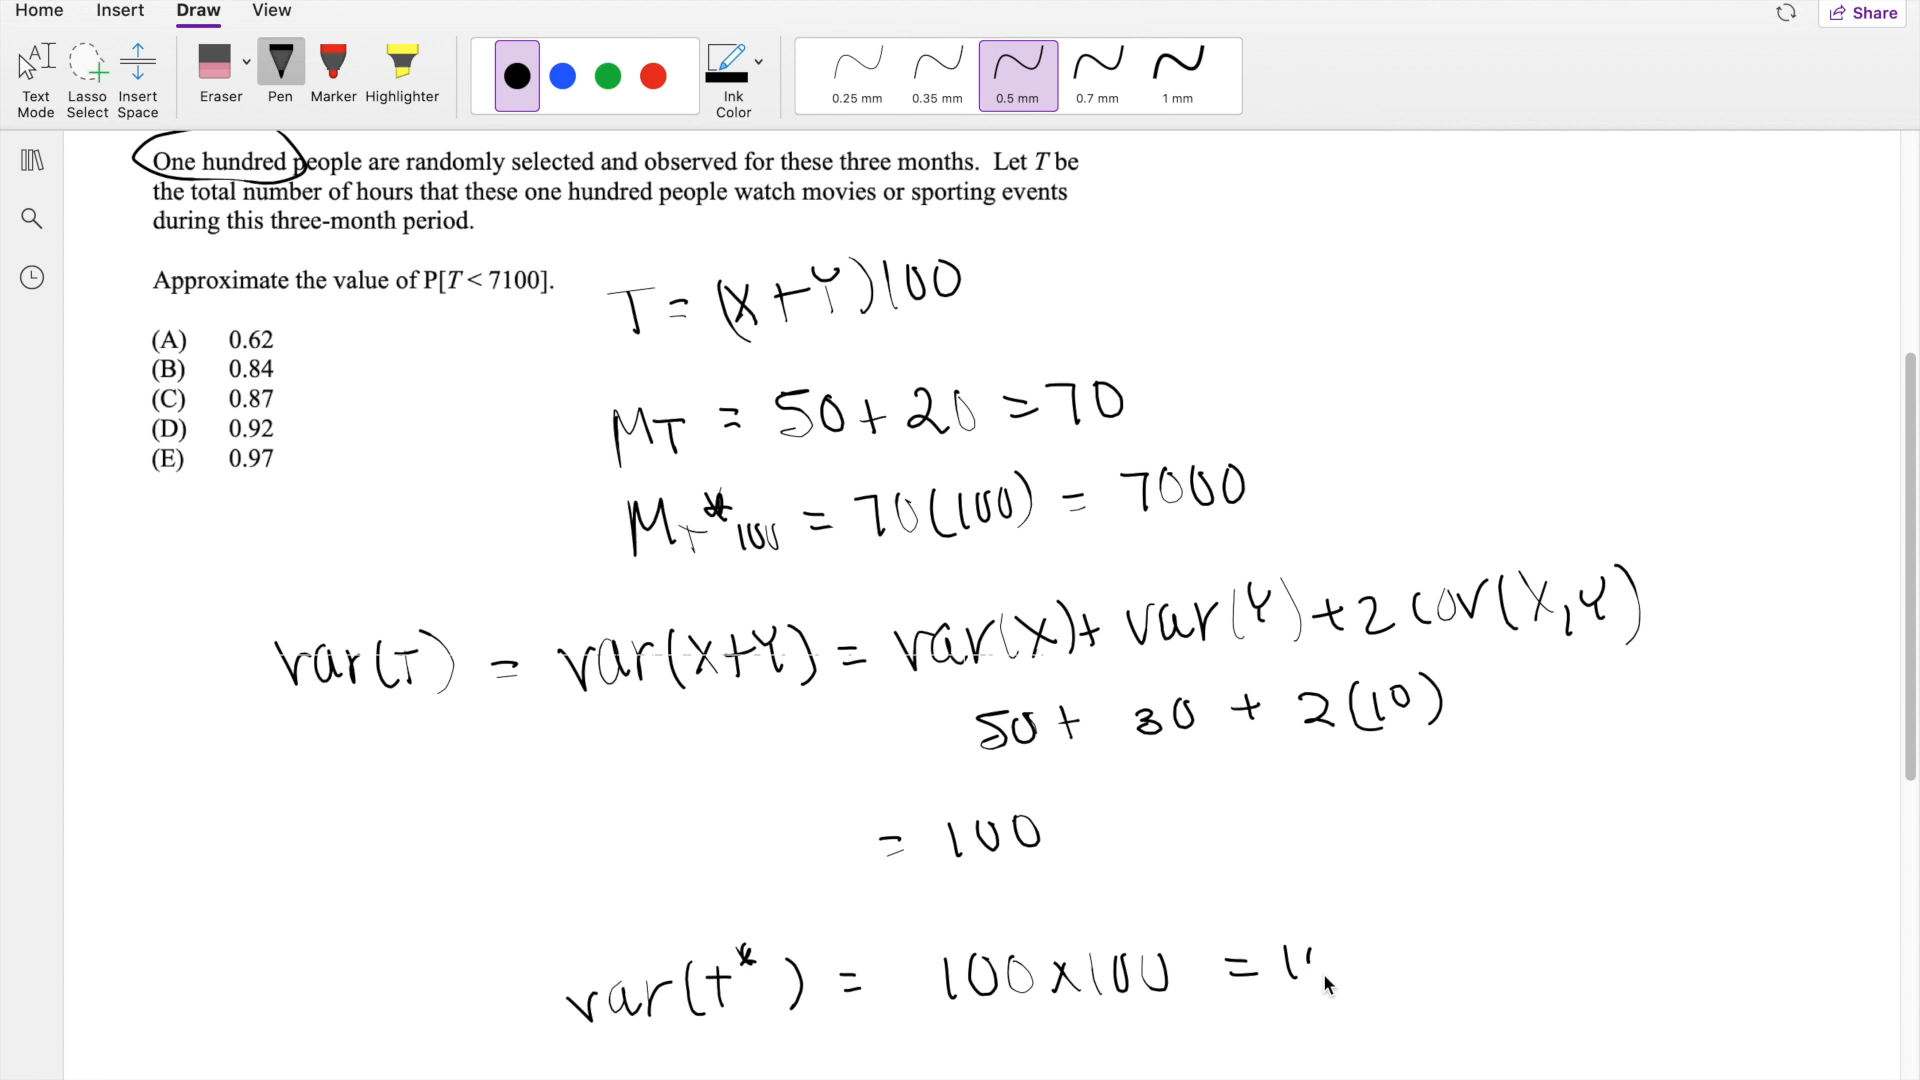 Home Insert Draw View
Share
Text Mode
Lasso Select
Insert Space
Eraser
Pen
Marker
Highlighter
Ink Color
0.25 mm
0.35 mm
0.5 mm
0.7 mm
1 mm
One hundred people are randomly selected and observed for these three months. Let T be
the total number of hours that these one hundred people watch movies or sporting events
during this three-month period.
Approximate the value of P[T < 7100].
T = (X+Y)100
(A) 0.62
(B) 0.84
(C) 0.87
(D) 0.92
(E) 0.97
MT = 50 + 20 = 70
MT*100 = 70(100) = 7000
var(T) = var(X+Y) = var(X) + var(Y) + 2 cov(X,Y)
50 + 30 + 2(10)
= 100
var(t*) = 100 x 100 = 1